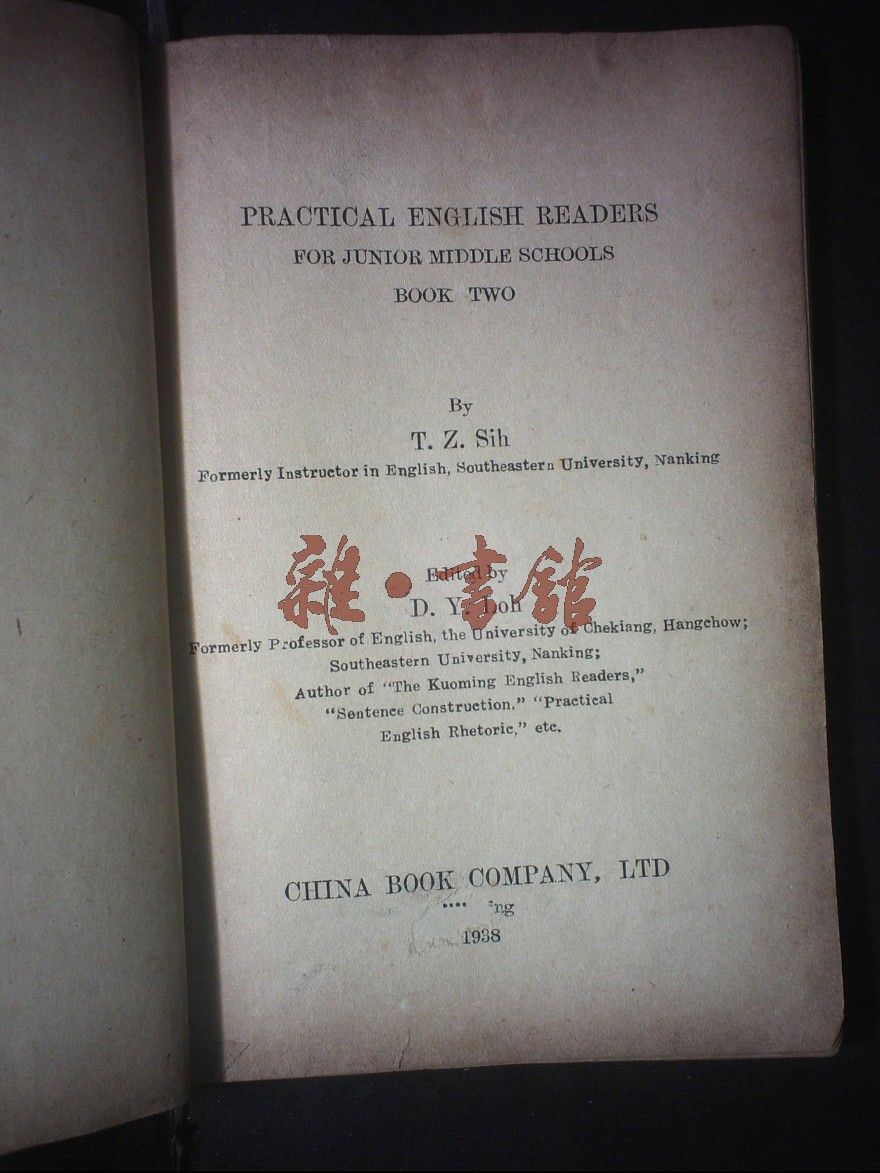 PRACTICAL ENGLISH READERS
FOR JUNIOR MIDDLE SCHOOLS
BOOK TWO
By
T. Z. Sih
Formerly Instructor in English, Southeastern University, Nanking
雜·書館
Edited by
D. Y. Loh
Formerly Professor of English, the University of Chekiang, Hangchow;
Southeastern University, Nanking;
Author of "The Kuoming English Readers,"
"Sentence Construction," "Practical
English Rhetoric," etc.
CHINA BOOK COMPANY, LTD
1938